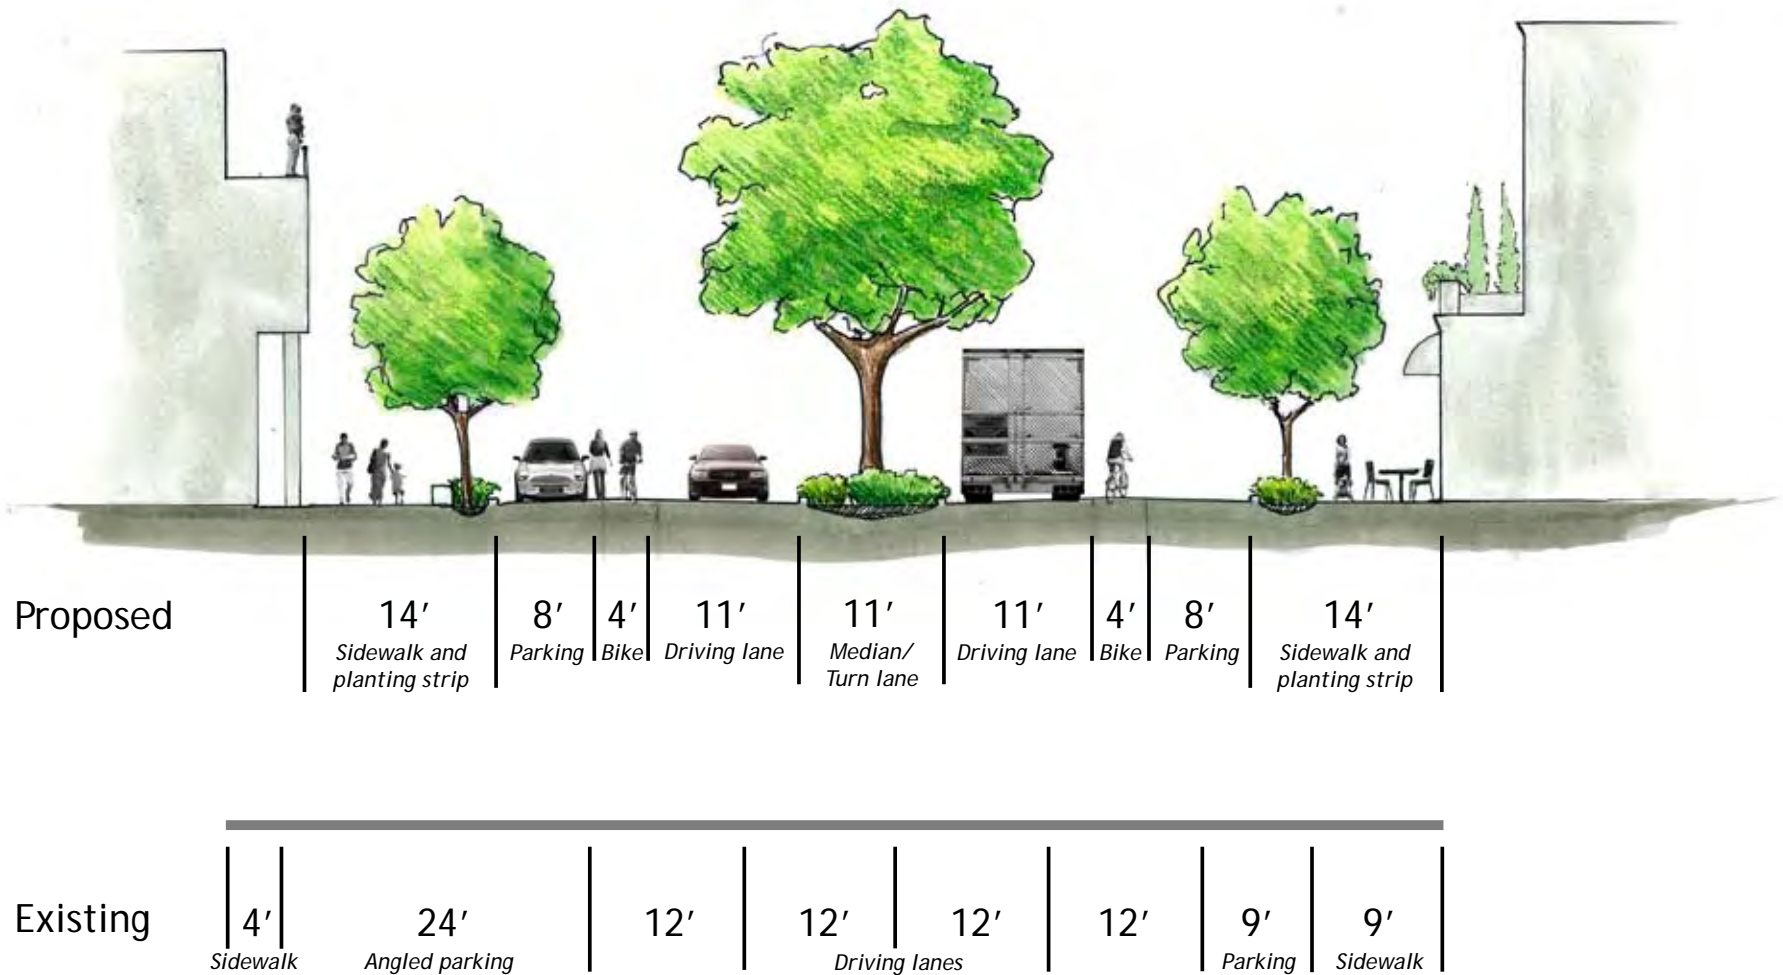 Proposed
14′ 8′ 4′ 11′ 11′ 11′ 4′ 8′ 14′
Sidewalk and Parking Bike Driving lane Median/ Driving lane Bike Parking Sidewalk and
planting strip Turn lane planting strip
Existing
4′ 24′ 12′ 12′ 12′ 12′ 9′ 9′
Sidewalk Angled parking Driving lanes Parking Sidewalk